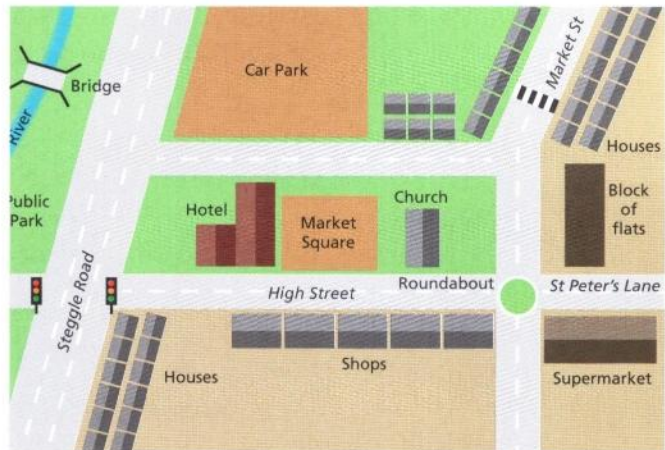 Car Park
Market St
Bridge
River
Houses
Public
Park
Hotel
Market
Square
Church
Block
of
flats
Steggle Road
High Street
Roundabout
St Peter's Lane
Houses
Shops
Supermarket